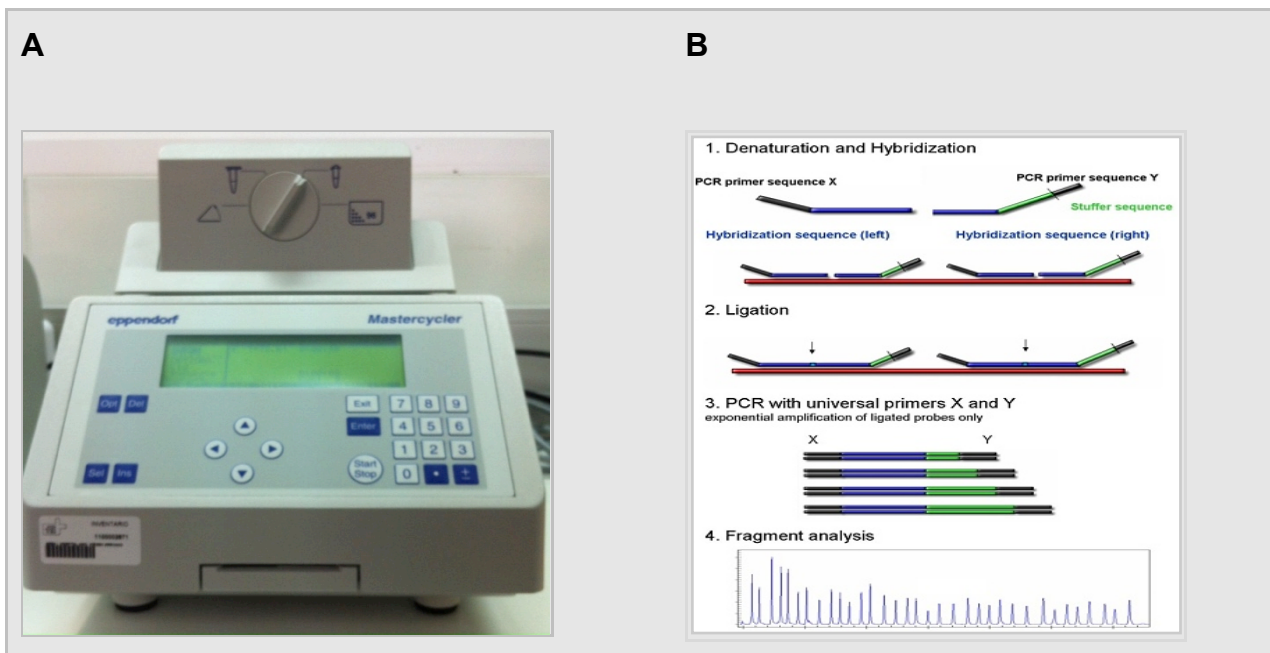 A
B
eppendorf
Mastercycler
Opt Del
Exit 7 8 9
Enter 4 5 6
1 2 3
Start
Stop
0 • ±
Sel Ins
INVENTARIO
1. Denaturation and Hybridization
PCR primer sequence X
PCR primer sequence Y
Stuffer sequence
Hybridization sequence (left)
Hybridization sequence (right)
2. Ligation
3. PCR with universal primers X and Y
exponential amplification of ligated probes only
X Y
4. Fragment analysis